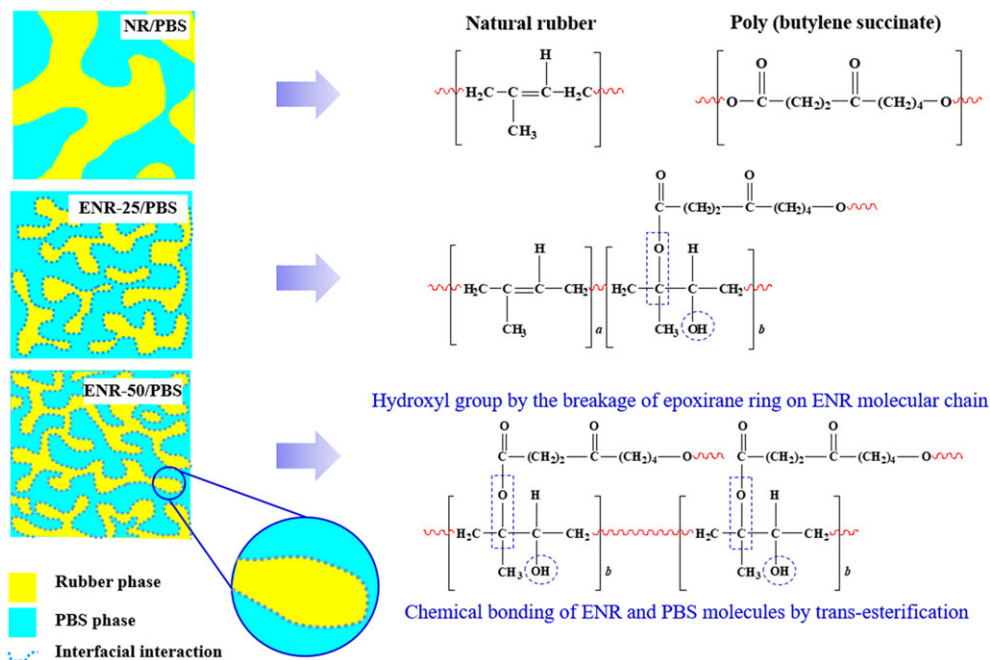 NR/PBS
Natural rubber
Poly (butylene succinate)
H
H₂C—C=C—H₂C
CH₃
O O
O—C—(CH₂)₂—C—(CH₂)₄—O
ENR-25/PBS
O O
C—(CH₂)₂—C—(CH₂)₄—O
H O H
H₂C—C=C—CH₂ H₂C—C—C—CH₂
CH₃ a CH₃ OH b
ENR-50/PBS
Hydroxyl group by the breakage of epoxirane ring on ENR molecular chain
O O O O
C—(CH₂)₂—C—(CH₂)₄—O C—(CH₂)₂—C—(CH₂)₄—O
O H O H
H₂C—C—C—CH₂ H₂C—C—C—CH₂
CH₃ OH b CH₃ OH b
Chemical bonding of ENR and PBS molecules by trans-esterification
Rubber phase
PBS phase
Interfacial interaction